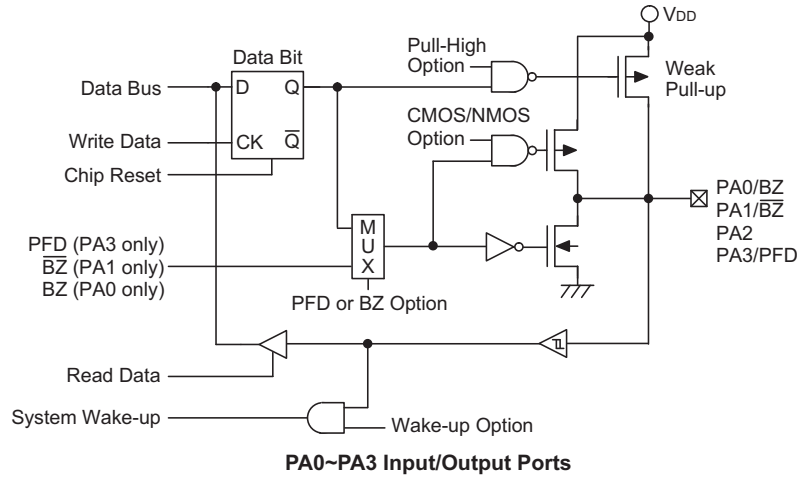 VDD
Pull-High
Option
Weak
Pull-up
Data Bit
Data Bus
D
Q
CMOS/NMOS
Option
Write Data
CK
Q̅
Chip Reset
PA0/BZ
PA1/B̅Z̅
PA2
PA3/PFD
M
U
X
PFD (PA3 only)
B̅Z̅ (PA1 only)
BZ (PA0 only)
PFD or BZ Option
Read Data
System Wake-up
Wake-up Option
PA0~PA3 Input/Output Ports